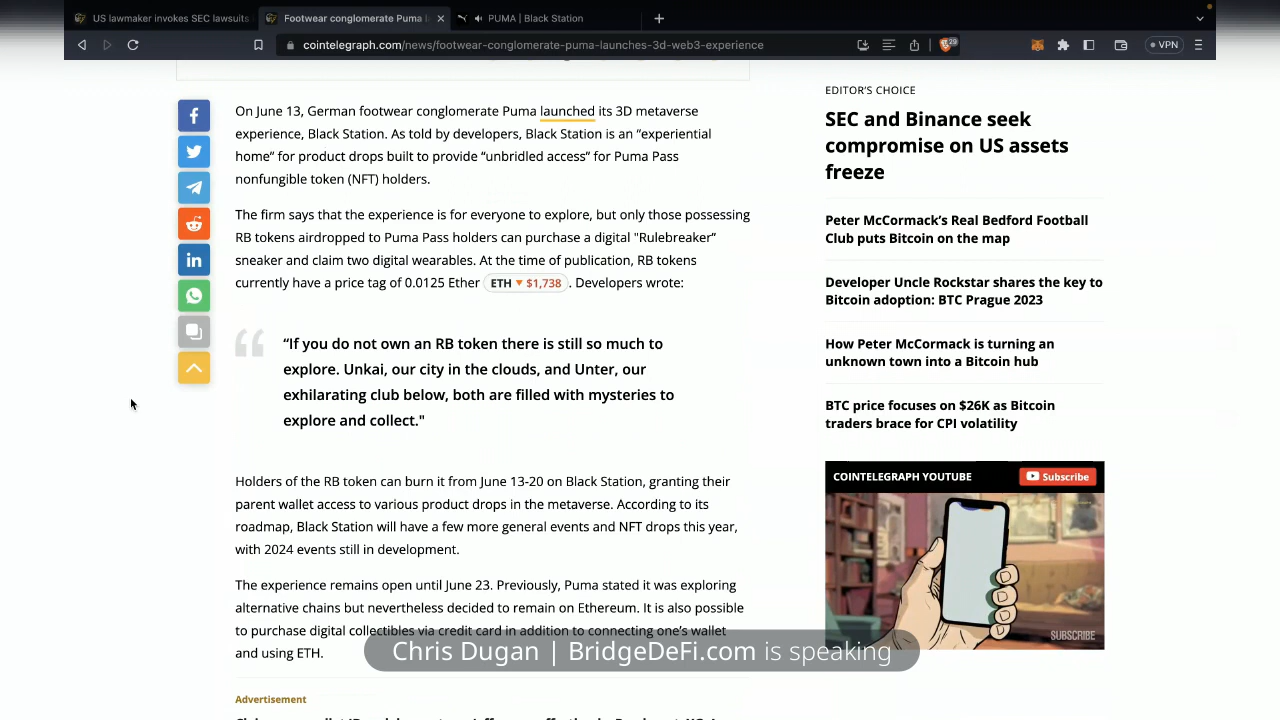 US lawmaker invokes SEC lawsuits
Footwear conglomerate Puma l
PUMA | Black Station
cointelegraph.com/news/footwear-conglomerate-puma-launches-3d-web3-experience
29
VPN
On June 13, German footwear conglomerate Puma launched its 3D metaverse
experience, Black Station. As told by developers, Black Station is an “experiential
home” for product drops built to provide “unbridled access” for Puma Pass
nonfungible token (NFT) holders.
The firm says that the experience is for everyone to explore, but only those possessing
RB tokens airdropped to Puma Pass holders can purchase a digital "Rulebreaker”
sneaker and claim two digital wearables. At the time of publication, RB tokens
currently have a price tag of 0.0125 Ether ETH ▼ $1,738 . Developers wrote:
“If you do not own an RB token there is still so much to
explore. Unkai, our city in the clouds, and Unter, our
exhilarating club below, both are filled with mysteries to
explore and collect."
Holders of the RB token can burn it from June 13-20 on Black Station, granting their
parent wallet access to various product drops in the metaverse. According to its
roadmap, Black Station will have a few more general events and NFT drops this year,
with 2024 events still in development.
The experience remains open until June 23. Previously, Puma stated it was exploring
alternative chains but nevertheless decided to remain on Ethereum. It is also possible
to purchase digital collectibles via credit card in addition to connecting one’s wallet
and using ETH.
Advertisement
EDITOR’S CHOICE
SEC and Binance seek
compromise on US assets
freeze
Peter McCormack’s Real Bedford Football
Club puts Bitcoin on the map
Developer Uncle Rockstar shares the key to
Bitcoin adoption: BTC Prague 2023
How Peter McCormack is turning an
unknown town into a Bitcoin hub
BTC price focuses on $26K as Bitcoin
traders brace for CPI volatility
COINTELEGRAPH YOUTUBE
Subscribe
SUBSCRIBE
Chris Dugan | BridgeDeFi.com is speaking